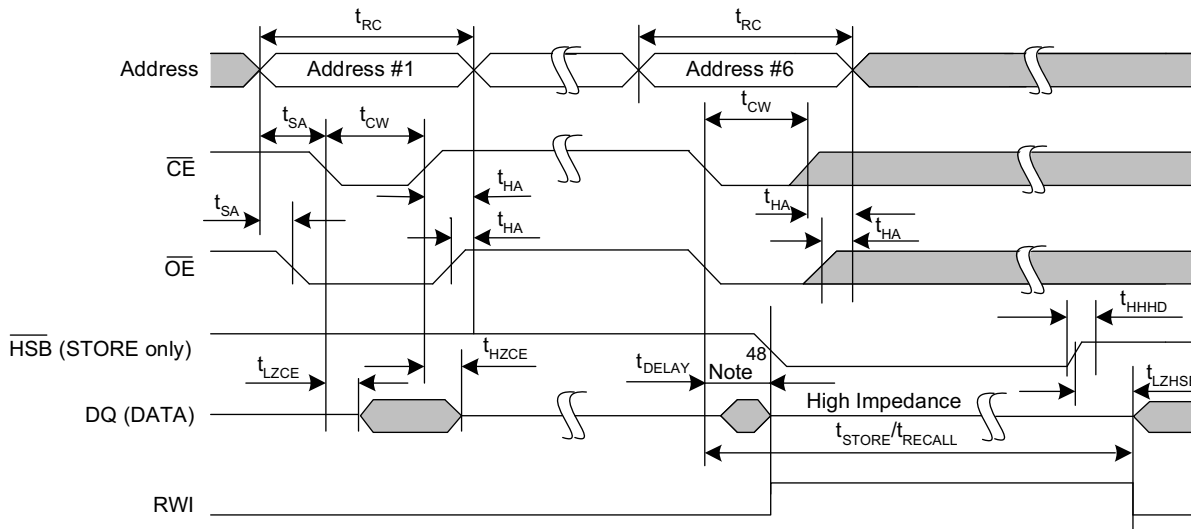 tRC
tRC
Address
Address #1
Address #6
tCW
tSA
tCW
CE
tHA
tSA
tHA
tHA
tHA
OE
tHHHD
HSB (STORE only)
tHZCE
48
tLZCE
tDELAY
Note
tLZHSB
DQ (DATA)
High Impedance
tSTORE/tRECALL
RWI